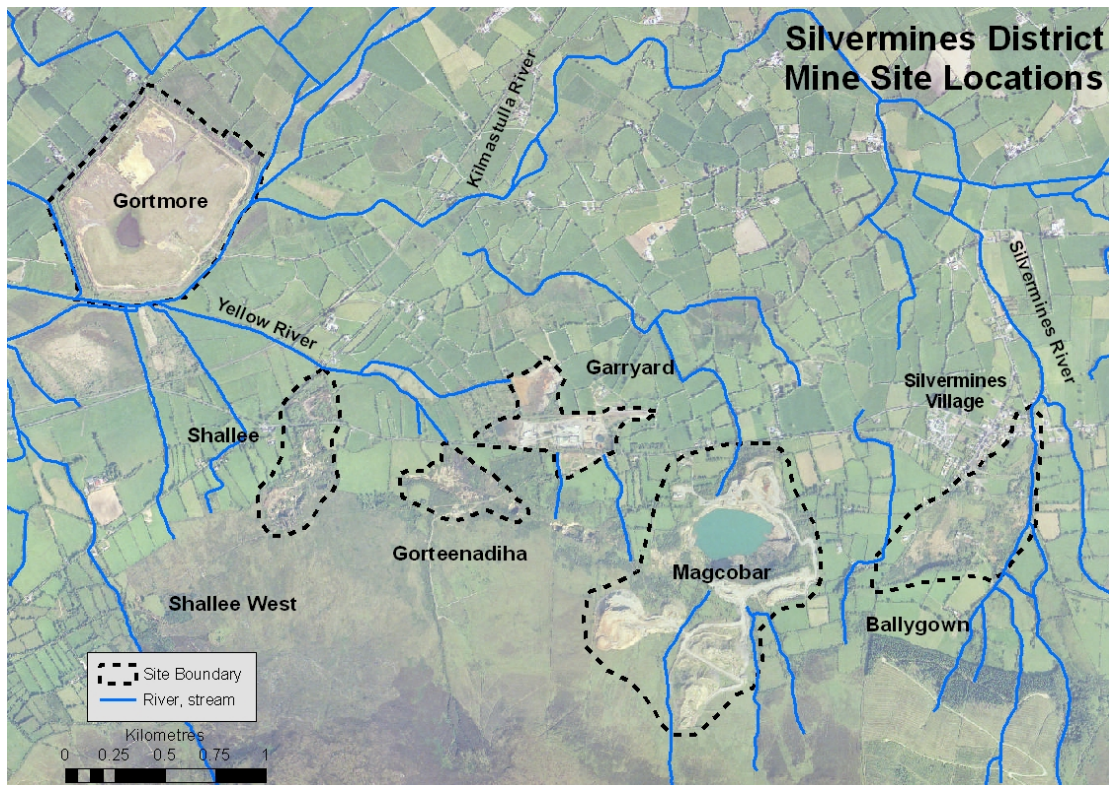 Silvermines District
Mine Site Locations
Kilmastulla River
Gortmore
Silvermines River
Yellow River
Garryard
Silvermines
Village
Shallee
Gorteenadiha
Magcobar
Shallee West
Ballygown
Site Boundary
River, stream
Kilometres
0 0.25 0.5 0.75 1